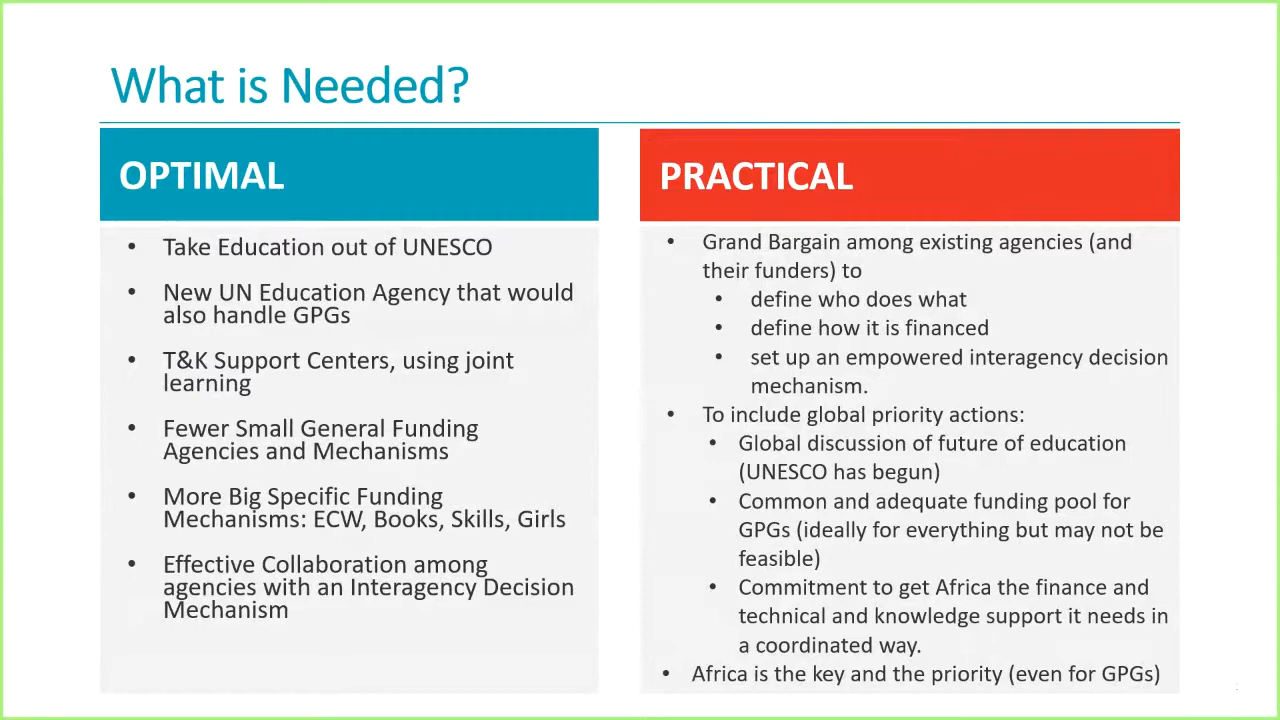 What is Needed?
OPTIMAL
• Take Education out of UNESCO
• New UN Education Agency that would
also handle GPGs
• T&K Support Centers, using joint
learning
• Fewer Small General Funding
Agencies and Mechanisms
• More Big Specific Funding
Mechanisms: ECW, Books, Skills, Girls
• Effective Collaboration among
agencies with an Interagency Decision
Mechanism
PRACTICAL
• Grand Bargain among existing agencies (and
their funders) to
• define who does what
• define how it is financed
• set up an empowered interagency decision
mechanism.
• To include global priority actions:
• Global discussion of future of education
(UNESCO has begun)
• Common and adequate funding pool for
GPGs (ideally for everything but may not be
feasible)
• Commitment to get Africa the finance and
technical and knowledge support it needs in
a coordinated way.
• Africa is the key and the priority (even for GPGs)